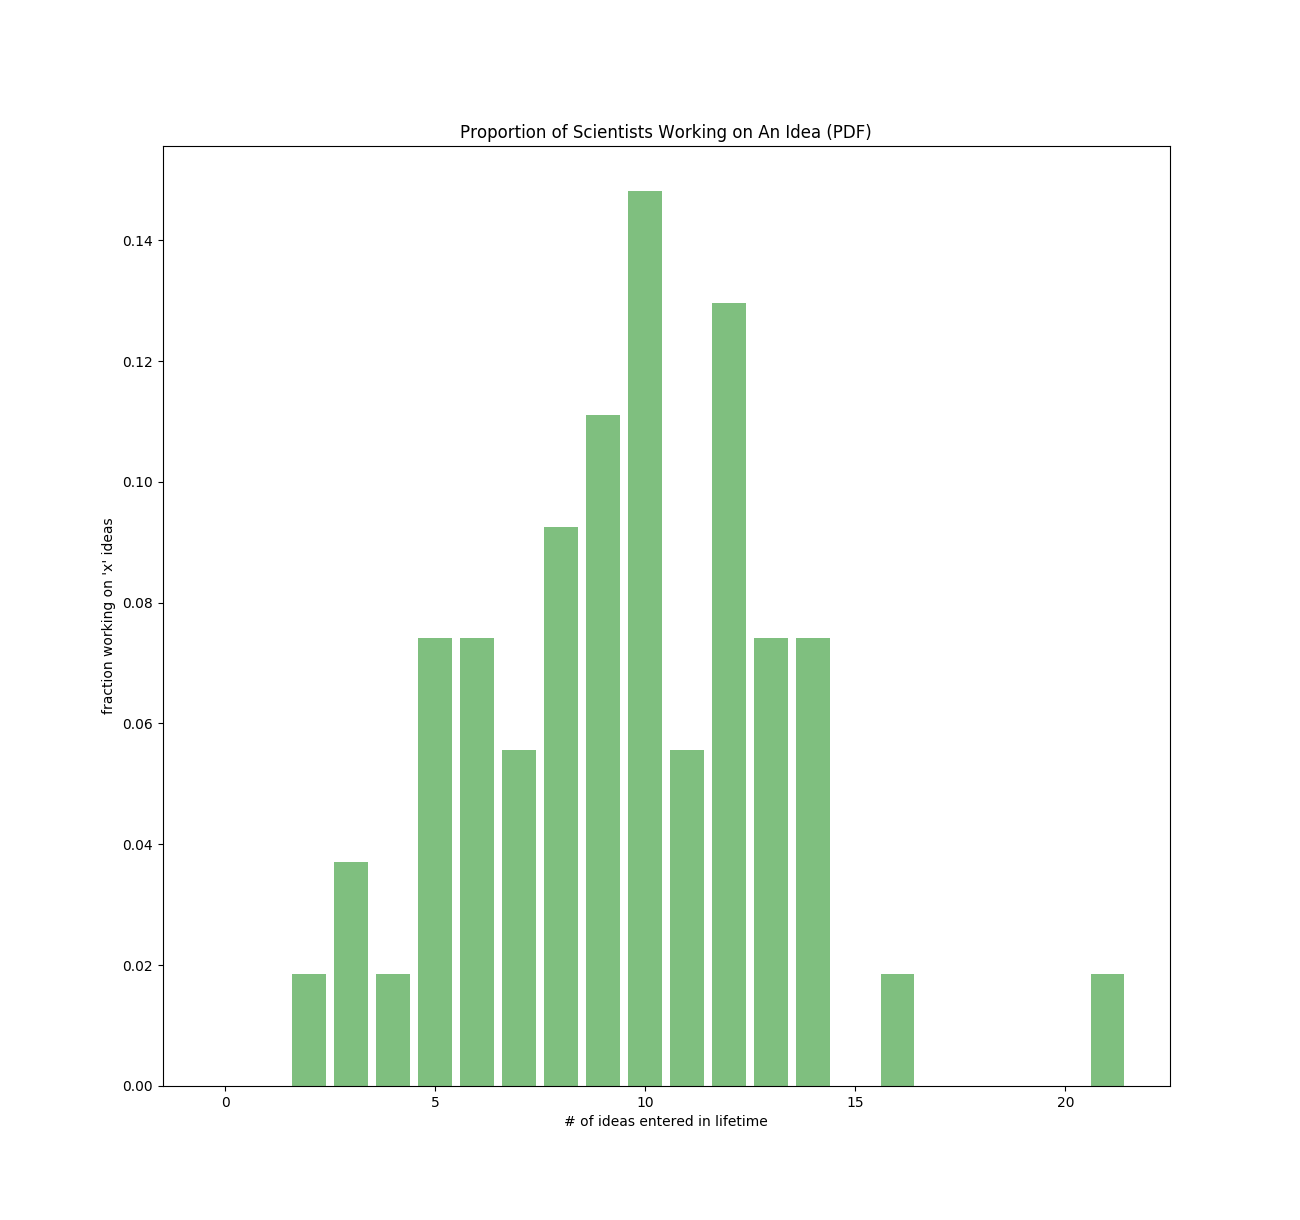 Proportion of Scientists Working on An Idea (PDF)
0.14
0.12
0.10
0.08
0.06
0.04
0.02
0.00
fraction working on 'x' ideas
0 5 10 15 20
# of ideas entered in lifetime